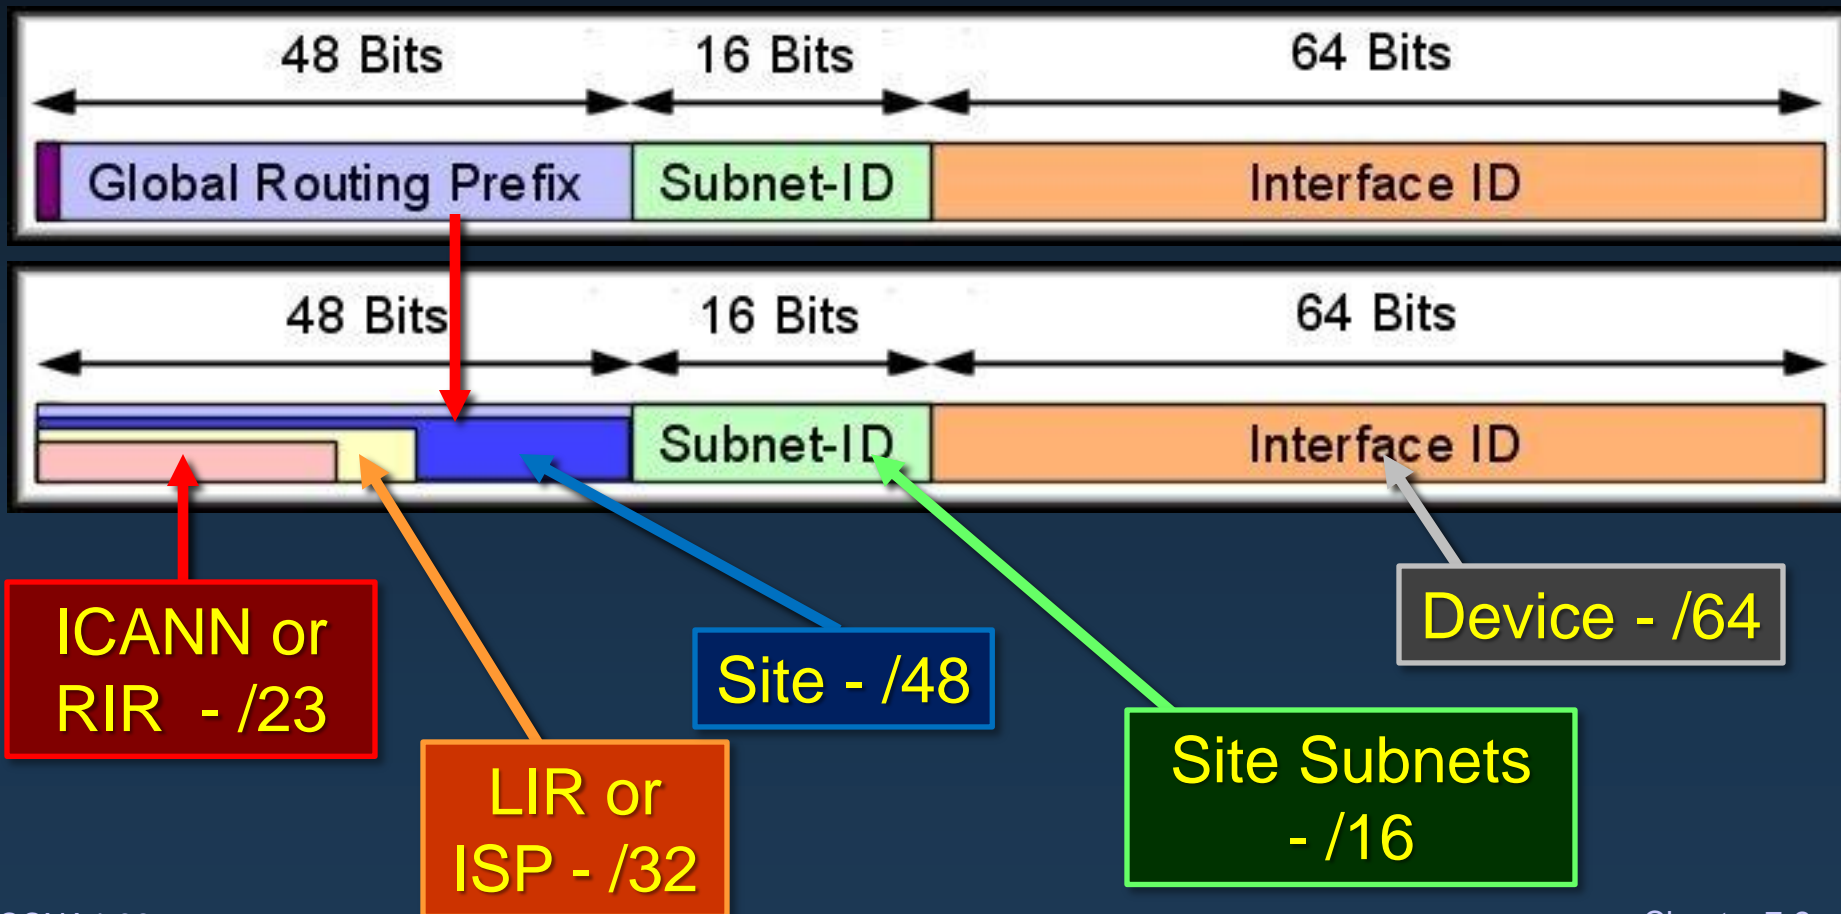 48 Bits 16 Bits 64 Bits
Global Routing Prefix Subnet-ID Interface ID
48 Bits 16 Bits 64 Bits
Subnet-ID Interface ID
ICANN or
RIR - /23
LIR or
ISP - /32
Site - /48
Site Subnets
- /16
Device - /64